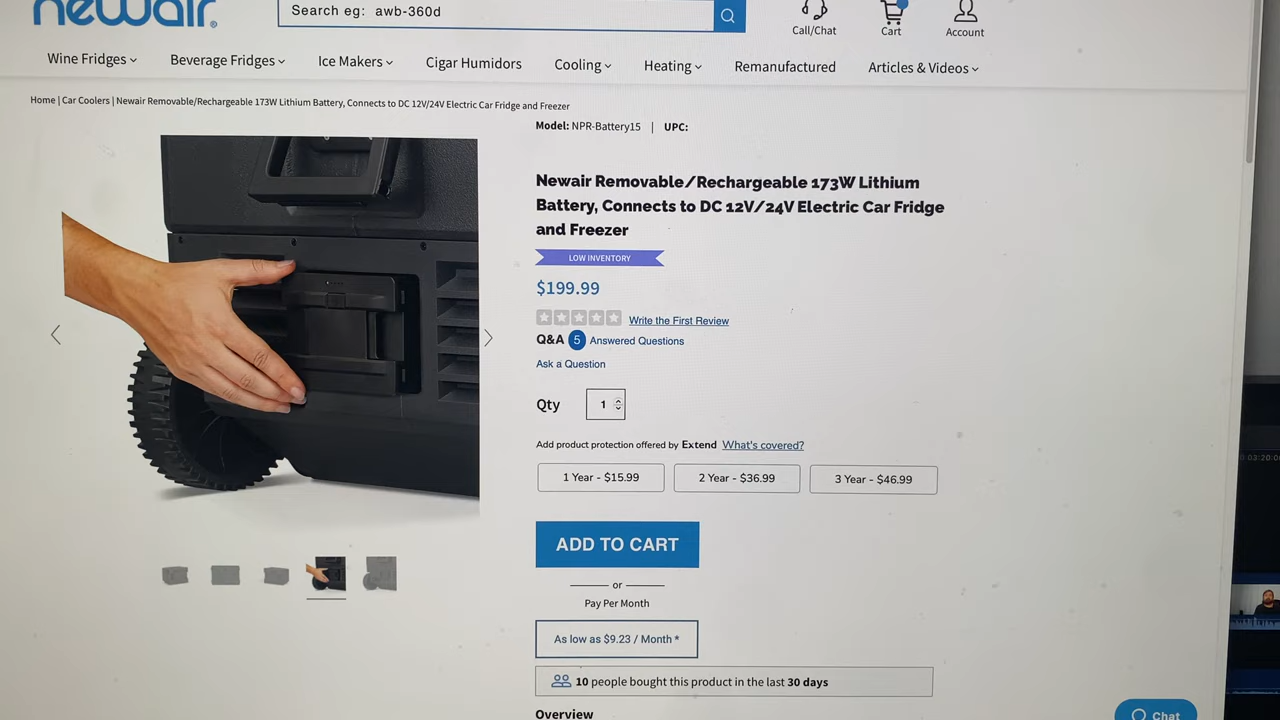 newair®
Search eg: awb-360d
Call/Chat
Cart
Account
Wine Fridges
Beverage Fridges
Ice Makers
Cigar Humidors
Cooling
Heating
Remanufactured
Articles & Videos
Home | Car Coolers | Newair Removable/Rechargeable 173W Lithium Battery, Connects to DC 12V/24V Electric Car Fridge and Freezer
Model: NPR-Battery15 | UPC:
Newair Removable/Rechargeable 173W Lithium
Battery, Connects to DC 12V/24V Electric Car Fridge
and Freezer
LOW INVENTORY
$199.99
Write the First Review
Q&A 5 Answered Questions
Ask a Question
Qty 1
Add product protection offered by Extend What's covered?
1 Year - $15.99
2 Year - $36.99
3 Year - $46.99
ADD TO CART
or
Pay Per Month
As low as $9.23 / Month *
10 people bought this product in the last 30 days
Overview
Chat